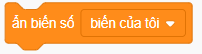 ẩn biến số biến của tôi